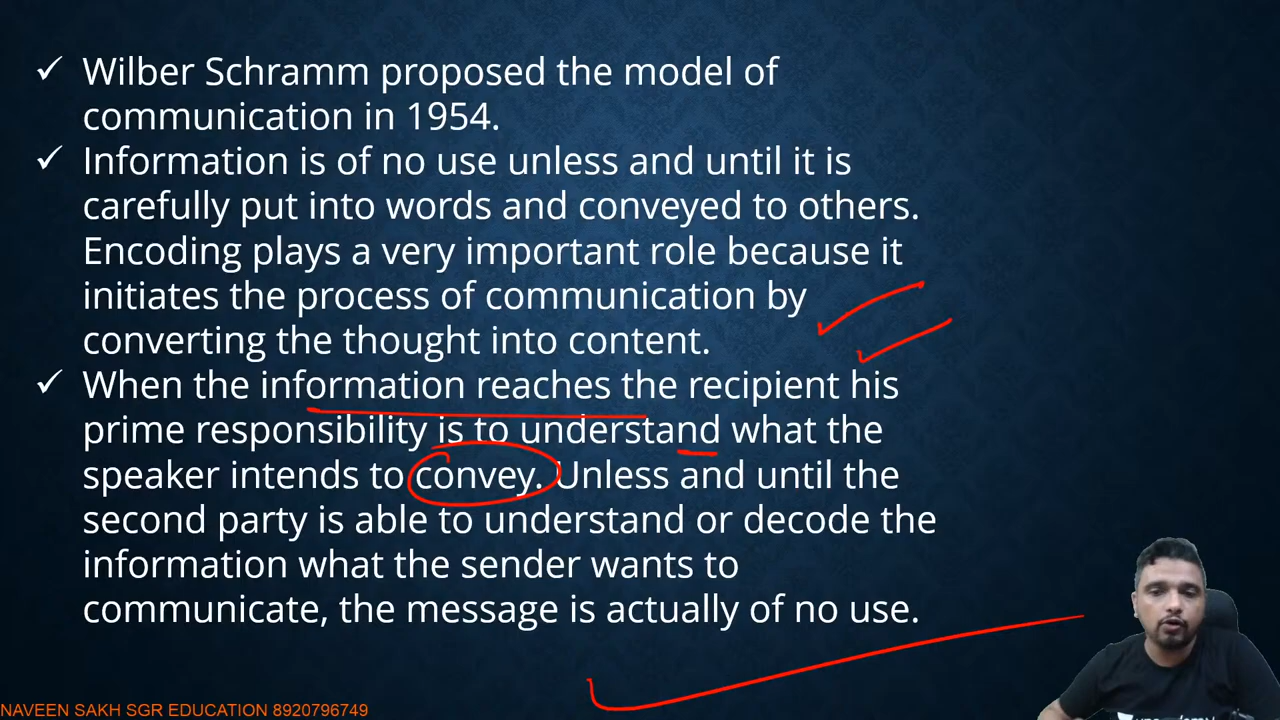 ✓ Wilber Schramm proposed the model of
communication in 1954.
✓ Information is of no use unless and until it is
carefully put into words and conveyed to others.
Encoding plays a very important role because it
initiates the process of communication by
converting the thought into content.
✓ When the information reaches the recipient his
prime responsibility is to understand what the
speaker intends to convey. Unless and until the
second party is able to understand or decode the
information what the sender wants to
communicate, the message is actually of no use.
NAVEEN SAKH SGR EDUCATION 8920796749